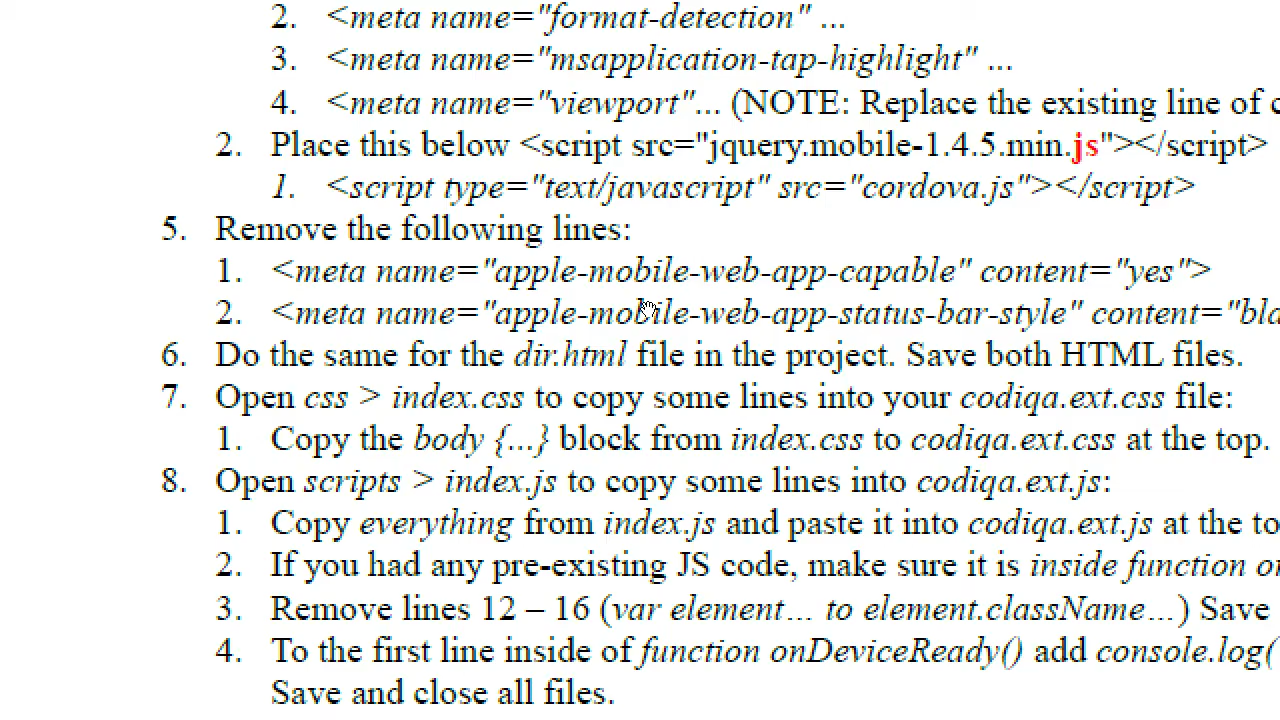 2. <meta name="format-detection" ...
3. <meta name="msapplication-tap-highlight" ...
4. <meta name="viewport"... (NOTE: Replace the existing line of
2. Place this below <script src="jquery.mobile-1.4.5.min.js"></script>
1. <script type="text/javascript" src="cordova.js"></script>
5. Remove the following lines:
1. <meta name="apple-mobile-web-app-capable" content="yes">
2. <meta name="apple-mobile-web-app-status-bar-style" content="bla
6. Do the same for the dir.html file in the project. Save both HTML files.
7. Open css > index.css to copy some lines into your codiqa.ext.css file:
1. Copy the body {...} block from index.css to codiqa.ext.css at the top.
8. Open scripts > index.js to copy some lines into codiqa.ext.js:
1. Copy everything from index.js and paste it into codiqa.ext.js at the to
2. If you had any pre-existing JS code, make sure it is inside function
3. Remove lines 12 – 16 (var element... to element.className...) Save
4. To the first line inside of function onDeviceReady() add console.log(
Save and close all files.